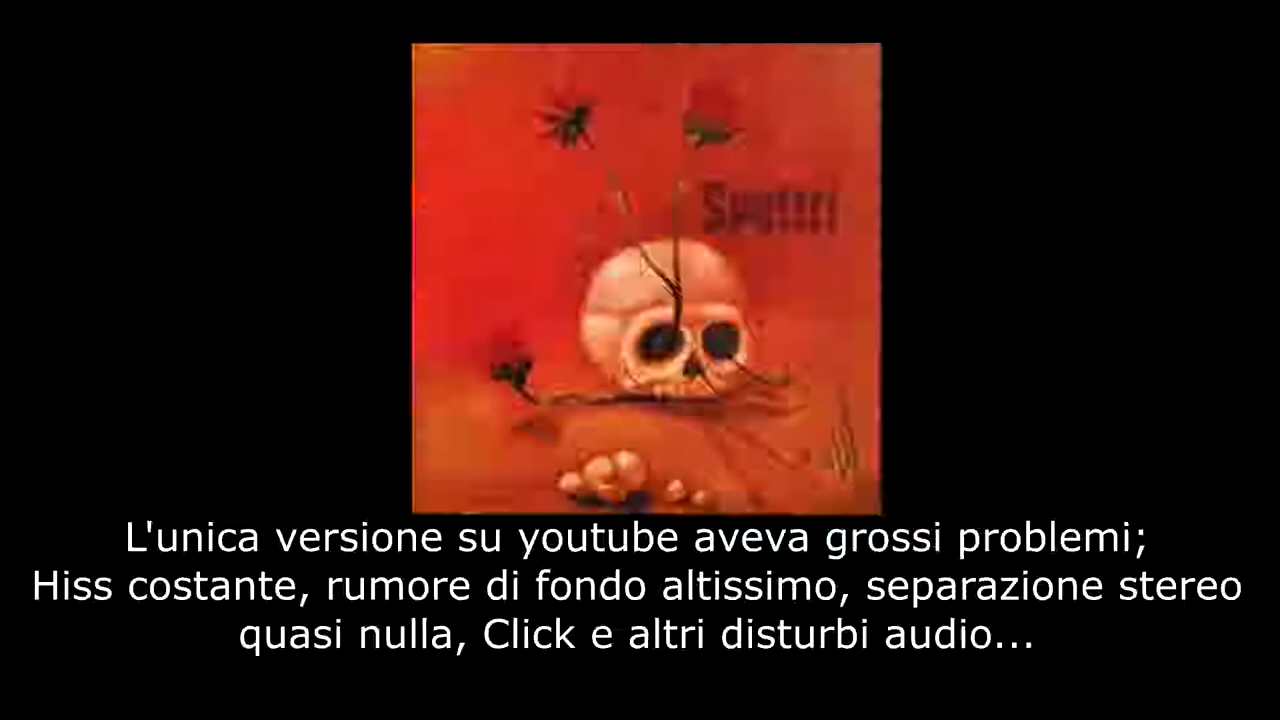 Spettri
L'unica versione su youtube aveva grossi problemi;
Hiss costante, rumore di fondo altissimo, separazione stereo
quasi nulla, Click e altri disturbi audio...